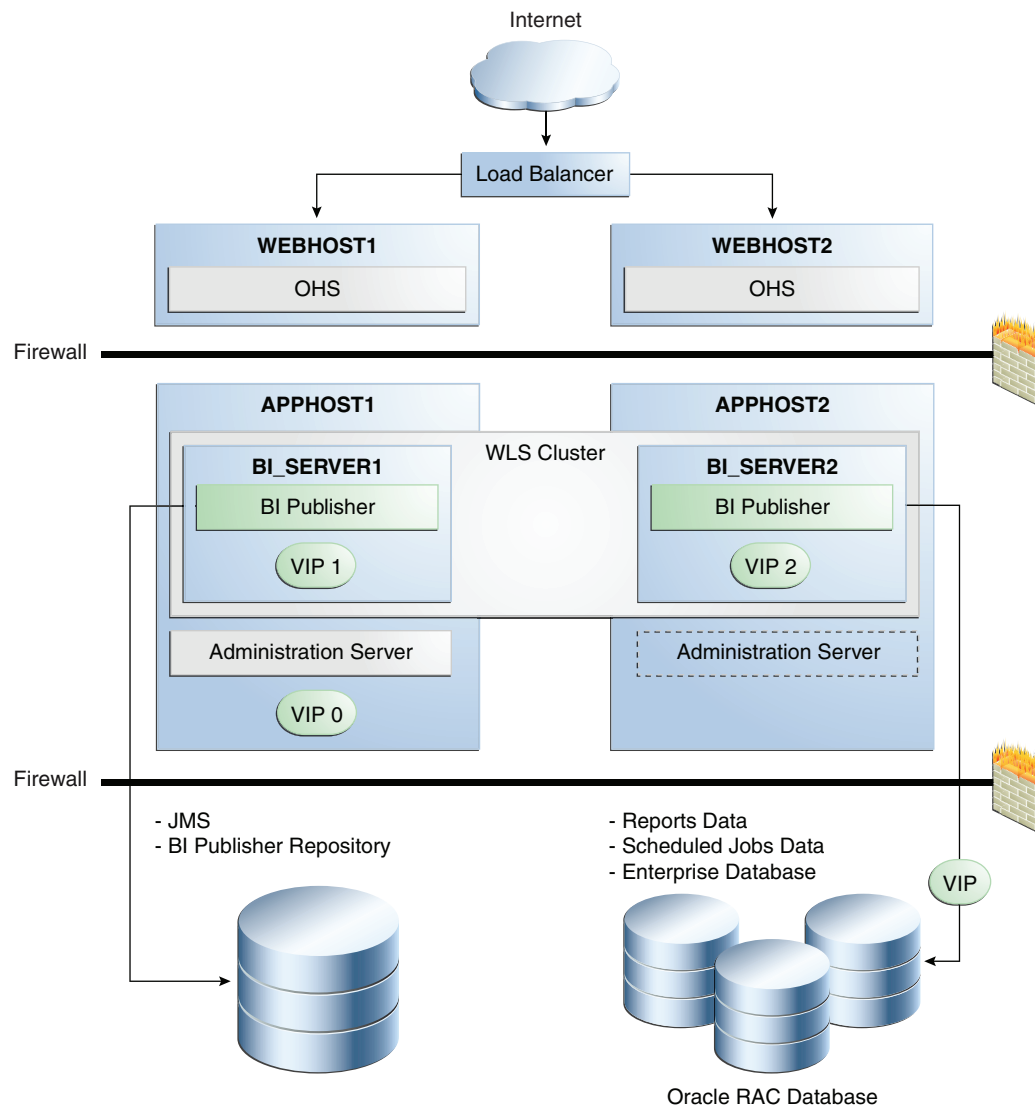 Internet
Load Balancer
WEBHOST1
OHS
WEBHOST2
OHS
Firewall
APPHOST1
APPHOST2
WLS Cluster
BI_SERVER1
BI Publisher
VIP 1
BI_SERVER2
BI Publisher
VIP 2
Administration Server
VIP 0
Administration Server
Firewall
- JMS
- BI Publisher Repository
- Reports Data
- Scheduled Jobs Data
- Enterprise Database
VIP
Oracle RAC Database